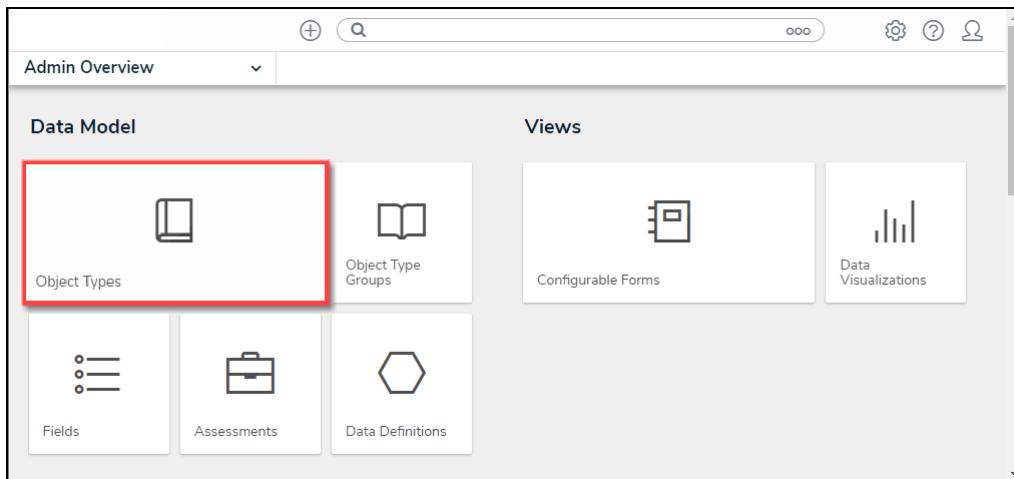 Admin Overview
Data Model
Views
Object Types
Object Type
Groups
Configurable Forms
Data
Visualizations
Fields
Assessments
Data Definitions